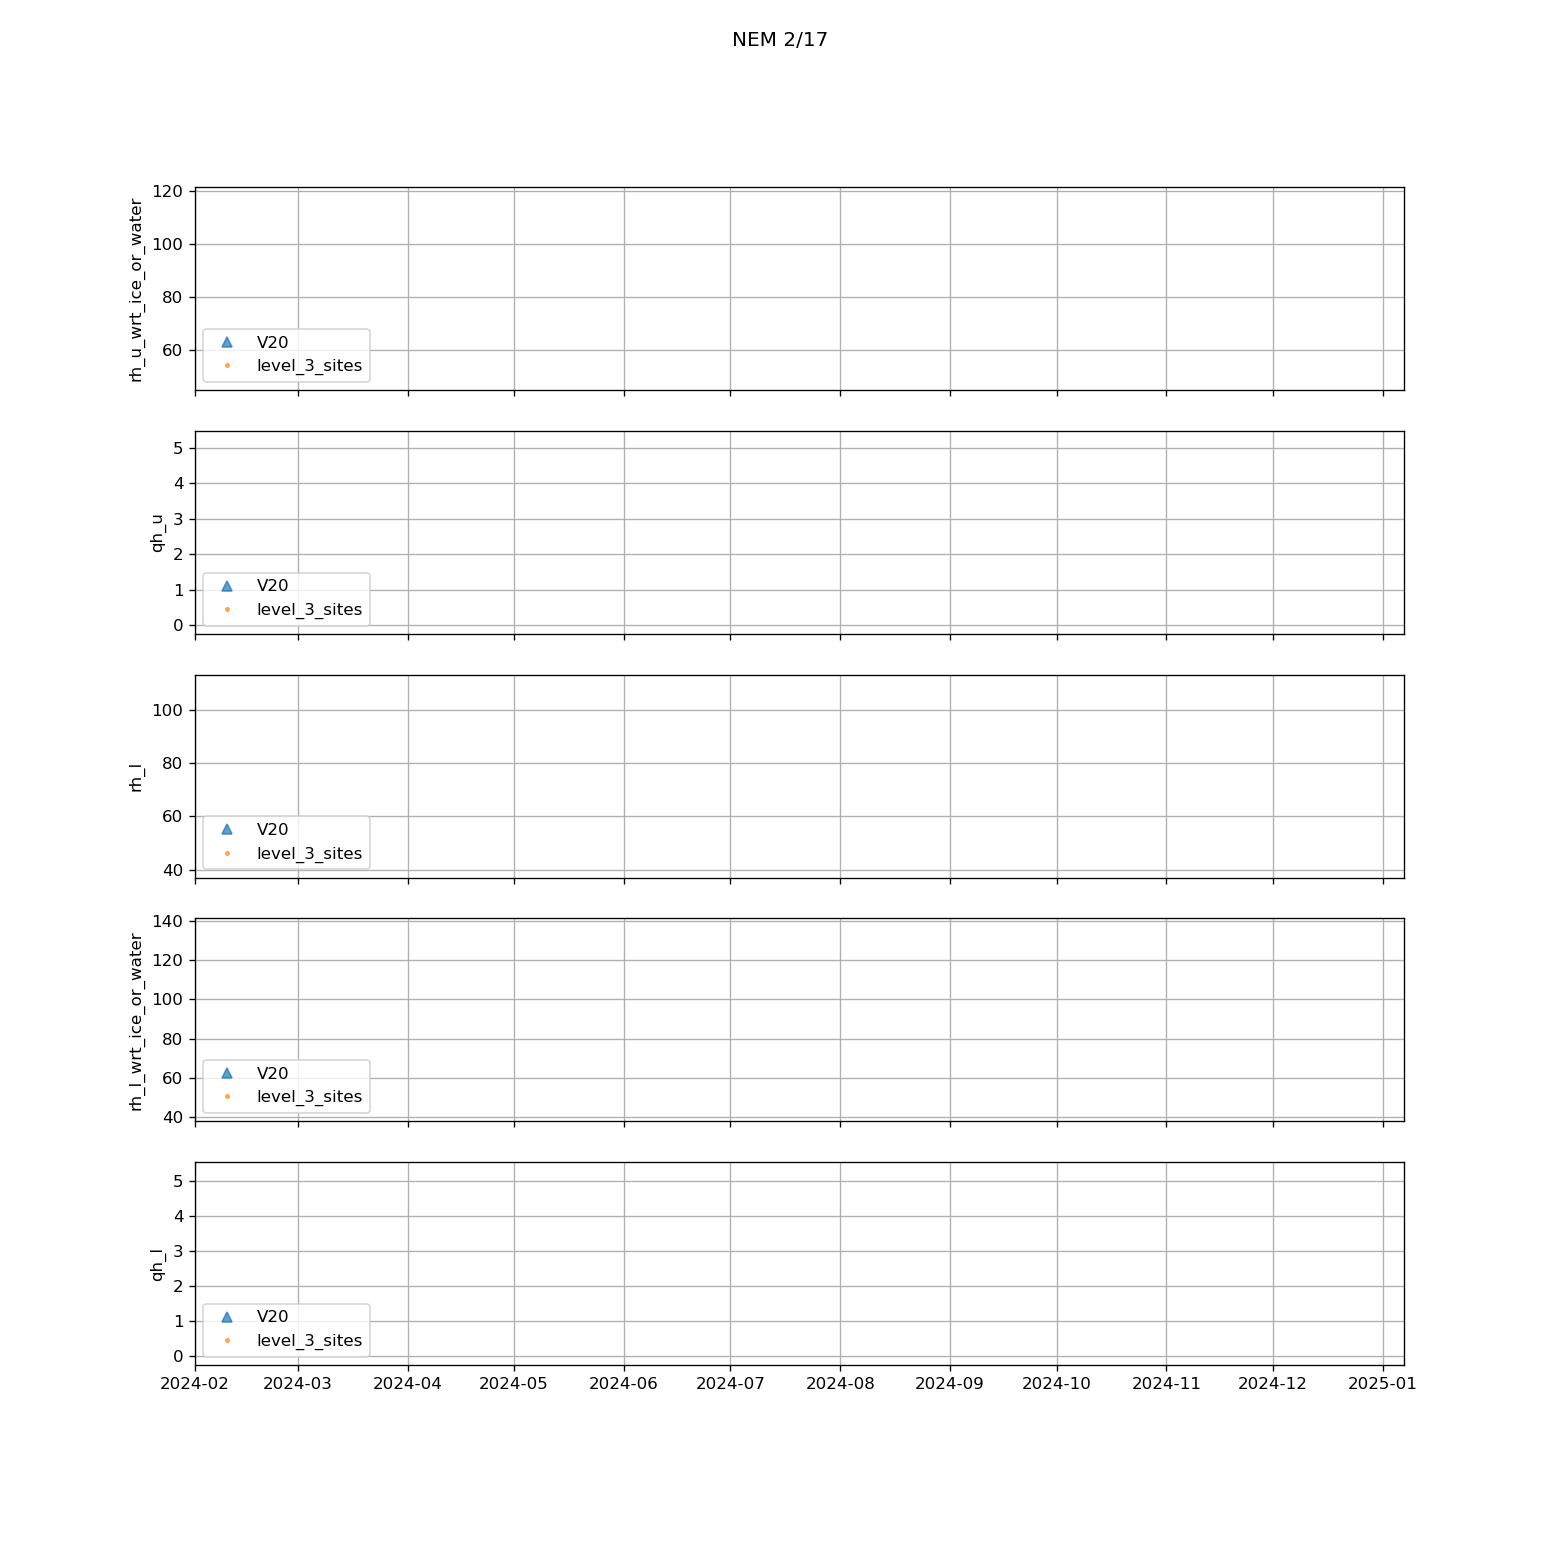 NEM 2/17
rh_u_wrt_ice_or_water
120
100
80
60
V20
level_3_sites
qh_u
5
4
3
2
1
0
V20
level_3_sites
rh_l
100
80
60
40
V20
level_3_sites
rh_l_wrt_ice_or_water
140
120
100
80
60
40
V20
level_3_sites
qh_l
5
4
3
2
1
0
V20
level_3_sites
2024-02 2024-03 2024-04 2024-05 2024-06 2024-07 2024-08 2024-09 2024-10 2024-11 2024-12 2025-01